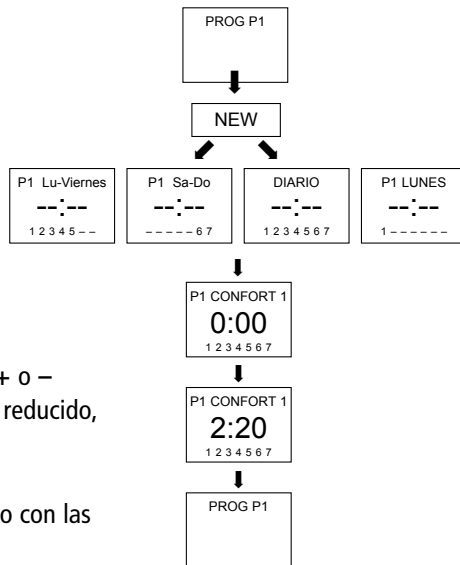 PROG P1
NEW
P1 Lu-Viernes
--:--
1 2 3 4 5 – –
P1 Sa-Do
--:--
– – – – – 6 7
DIARIO
--:--
1 2 3 4 5 6 7
P1 LUNES
--:--
1 – – – – – –
P1 CONFORT 1
0:00
1 2 3 4 5 6 7
+ o –
reducido,
P1 CONFORT 1
2:20
1 2 3 4 5 6 7
o con las
PROG P1